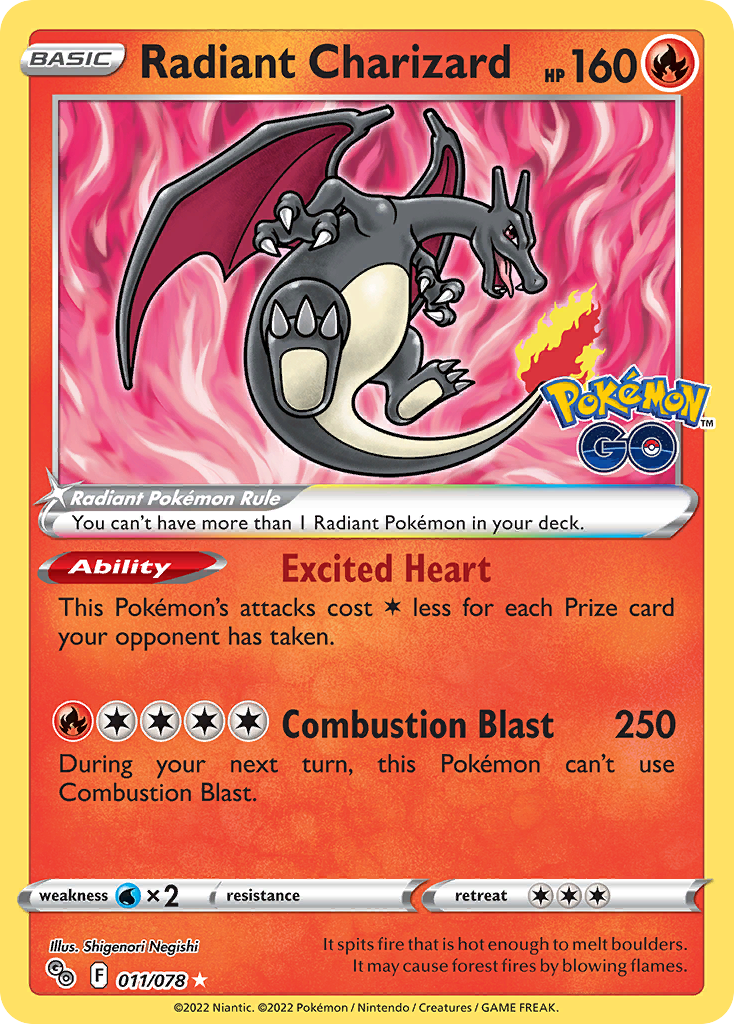 BASIC Radiant Charizard HP 160
POKÉMON™
GO
Radiant Pokémon Rule
You can't have more than 1 Radiant Pokémon in your deck.
Ability Excited Heart
This Pokémon's attacks cost less for each Prize card
your opponent has taken.
Combustion Blast 250
During your next turn, this Pokémon can't use
Combustion Blast.
weakness ×2 resistance retreat
Illus. Shigenori Negishi
It spits fire that is hot enough to melt boulders.
It may cause forest fires by blowing flames.
GO F 011/078
©2022 Niantic. ©2022 Pokémon / Nintendo / Creatures / GAME FREAK.